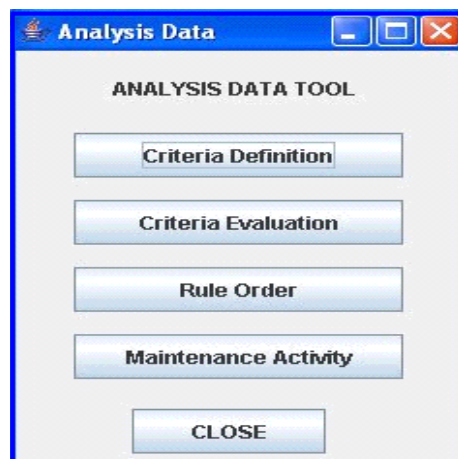 Analysis Data
ANALYSIS DATA TOOL
Criteria Definition
Criteria Evaluation
Rule Order
Maintenance Activity
CLOSE